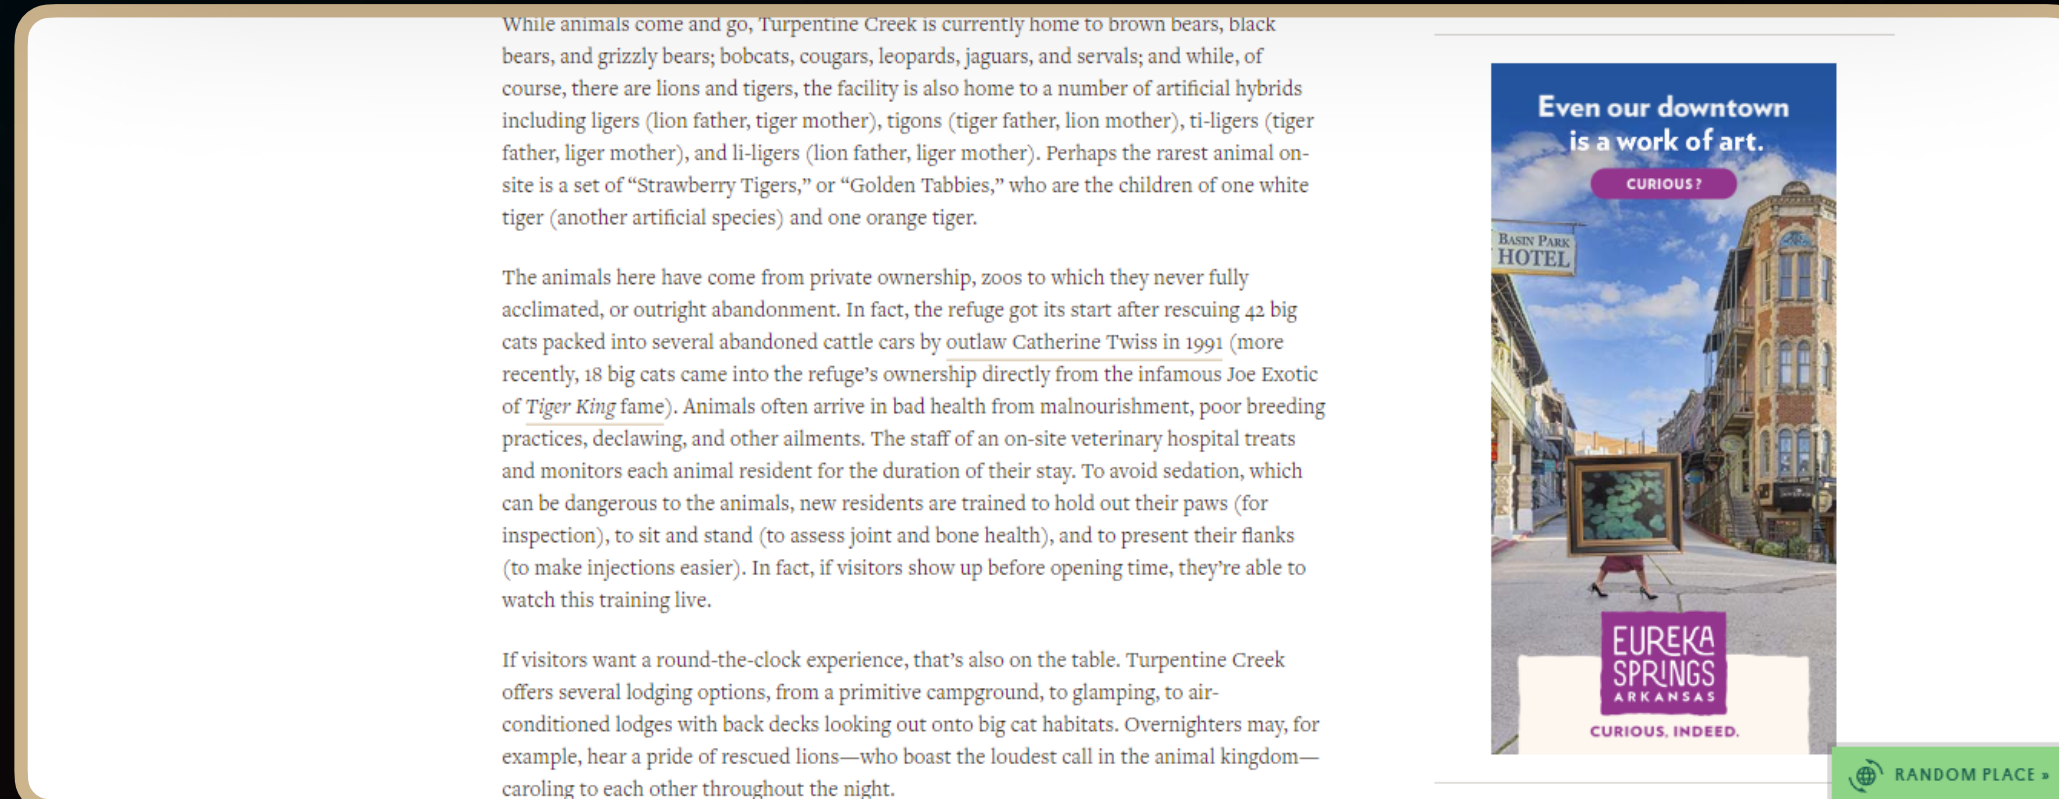 While animals come and go, Turpentine Creek is currently home to brown bears, black
bears, and grizzly bears; bobcats, cougars, leopards, jaguars, and servals; and while, of
course, there are lions and tigers, the facility is also home to a number of artificial hybrids
including ligers (lion father, tiger mother), tigons (tiger father, lion mother), ti-ligers (tiger
father, liger mother), and li-ligers (lion father, liger mother). Perhaps the rarest animal on-
site is a set of “Strawberry Tigers,” or “Golden Tabbies,” who are the children of one white
tiger (another artificial species) and one orange tiger.
The animals here have come from private ownership, zoos to which they never fully
acclimated, or outright abandonment. In fact, the refuge got its start after rescuing 42 big
cats packed into several abandoned cattle cars by outlaw Catherine Twiss in 1991 (more
recently, 18 big cats came into the refuge’s ownership directly from the infamous Joe Exotic
of Tiger King fame). Animals often arrive in bad health from malnourishment, poor breeding
practices, declawing, and other ailments. The staff of an on-site veterinary hospital treats
and monitors each animal resident for the duration of their stay. To avoid sedation, which
can be dangerous to the animals, new residents are trained to hold out their paws (for
inspection), to sit and stand (to assess joint and bone health), and to present their flanks
(to make injections easier). In fact, if visitors show up before opening time, they’re able to
watch this training live.
If visitors want a round-the-clock experience, that’s also on the table. Turpentine Creek
offers several lodging options, from a primitive campground, to glamping, to air-
conditioned lodges with back decks looking out onto big cat habitats. Overnighters may, for
example, hear a pride of rescued lions—who boast the loudest call in the animal kingdom—
caroling to each other throughout the night.
Even our downtown
is a work of art.
CURIOUS?
BASIN PARK
HOTEL
EUREKA
SPRINGS
ARKANSAS
CURIOUS, INDEED.
RANDOM PLACE »